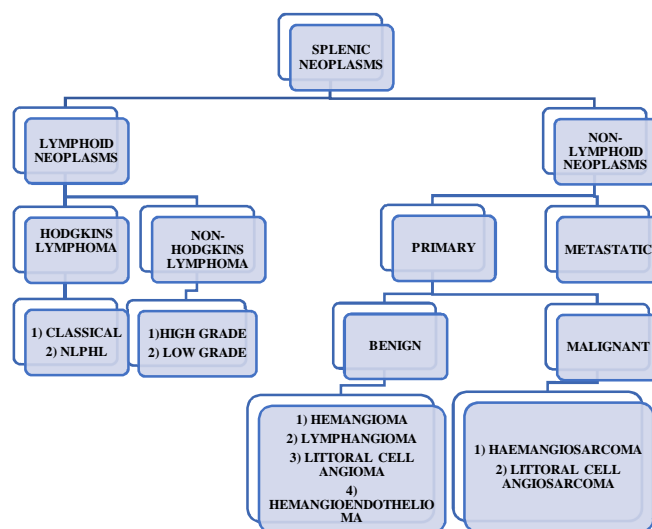 SPLENIC
NEOPLASMS
LYMPHOID
NEOPLASMS
NON-
LYMPHOID
NEOPLASMS
HODGKINS
LYMPHOMA
NON-
HODGKINS
LYMPHOMA
PRIMARY
METASTATIC
1) CLASSICAL
2) NLPHL
1)HIGH GRADE
2) LOW GRADE
BENIGN
MALIGNANT
1) HEMANGIOMA
2) LYMPHANGIOMA
3) LITTORAL CELL
ANGIOMA
4)
HEMANGIOENDOTHELIO
MA
1) HAEMANGIOSARCOMA
2) LITTORAL CELL
ANGIOSARCOMA